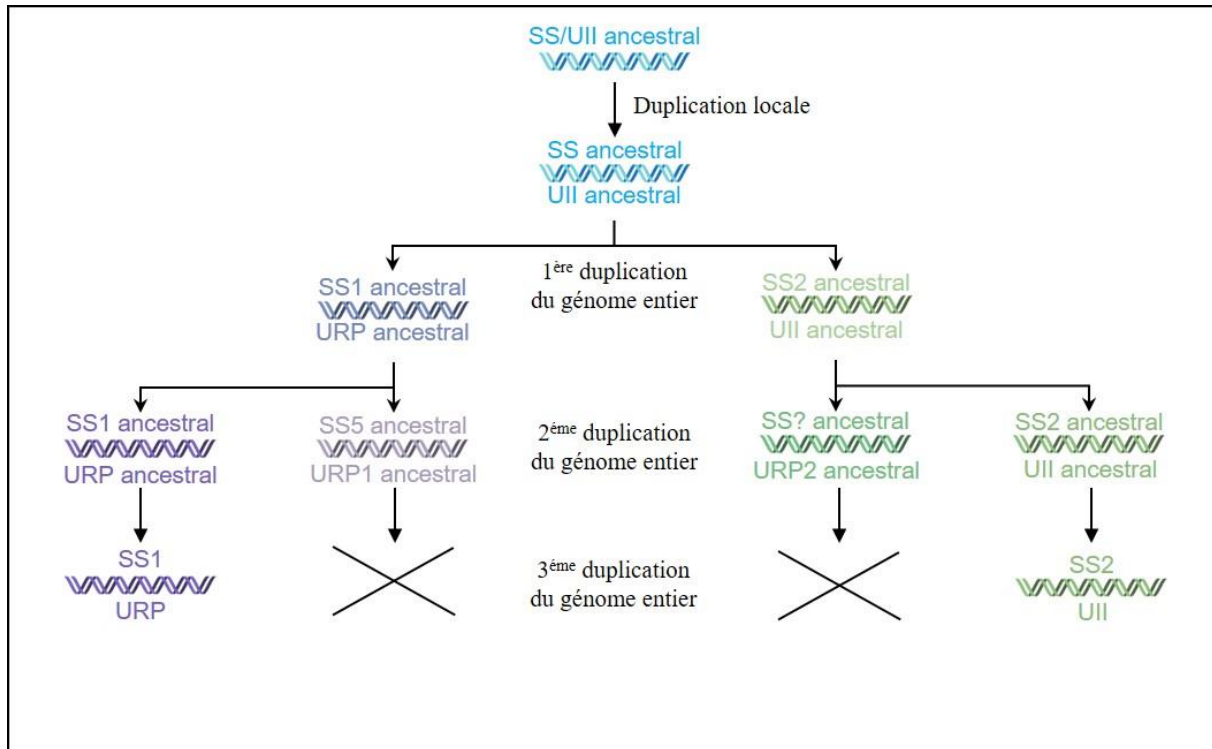 SS/UII ancestral
Duplication locale
SS ancestral
UII ancestral
1ère duplication
du génome entier
SS1 ancestral
URP ancestral
SS2 ancestral
UII ancestral
SS1 ancestral
URP ancestral
SS5 ancestral
URP1 ancestral
2éme duplication
du génome entier
SS? ancestral
URP2 ancestral
SS2 ancestral
UII ancestral
SS1
URP
3éme duplication
du génome entier
SS2
UII